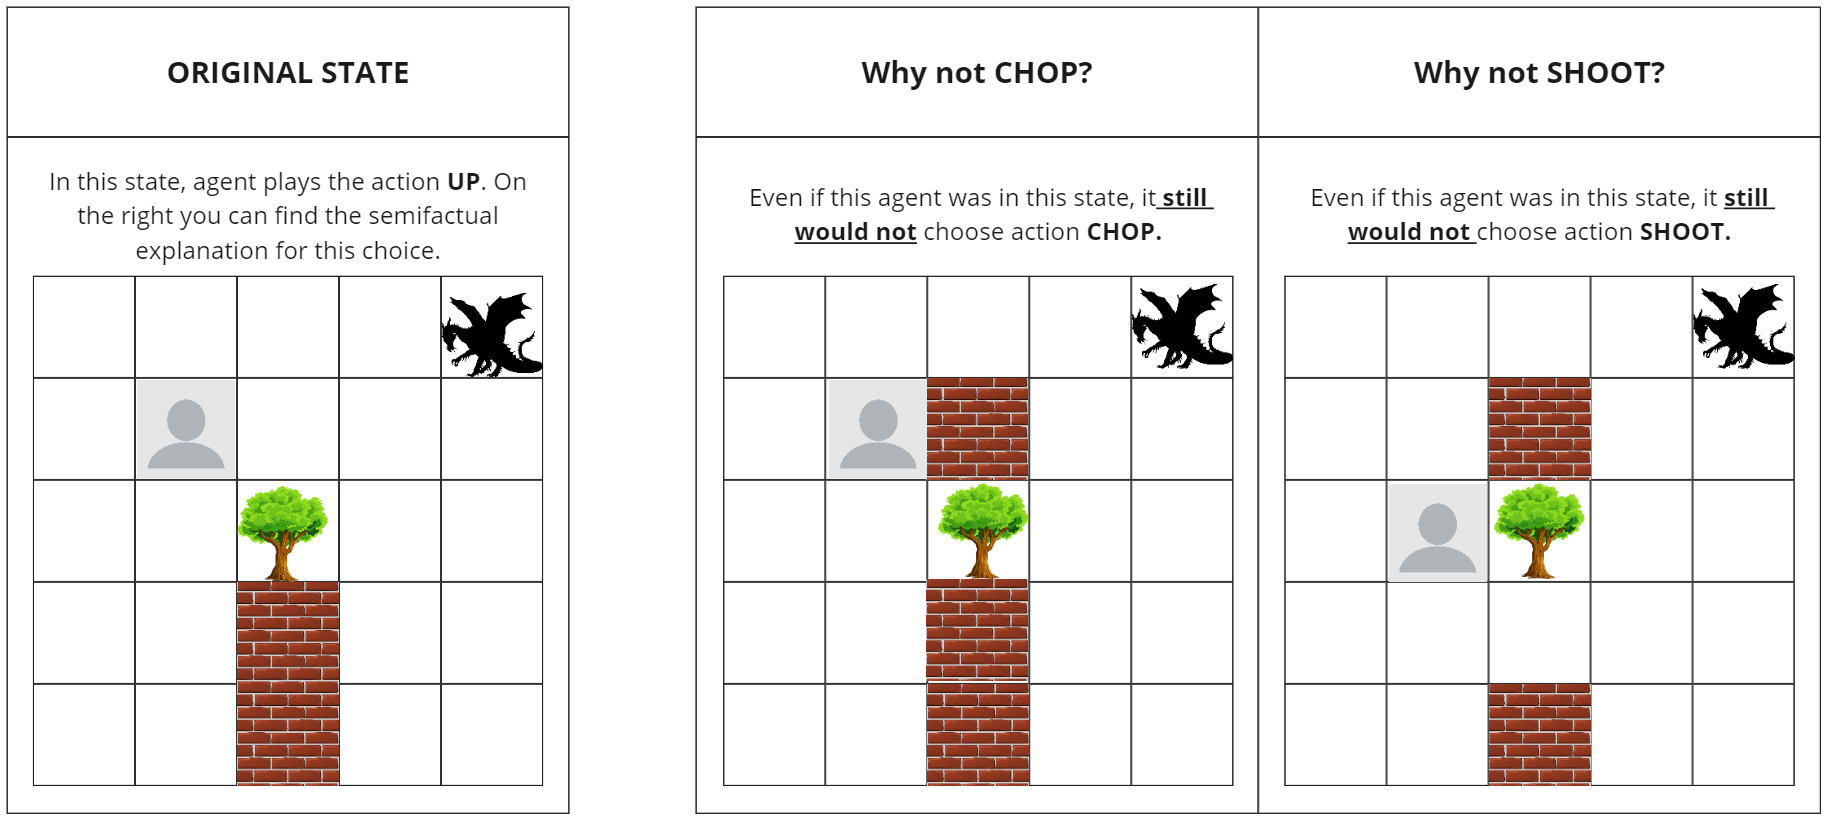 ORIGINAL STATE
In this state, agent plays the action UP. On
the right you can find the semifactual
explanation for this choice.
Why not CHOP?
Even if this agent was in this state, it still
would not choose action CHOP.
Why not SHOOT?
Even if this agent was in this state, it still
would not choose action SHOOT.